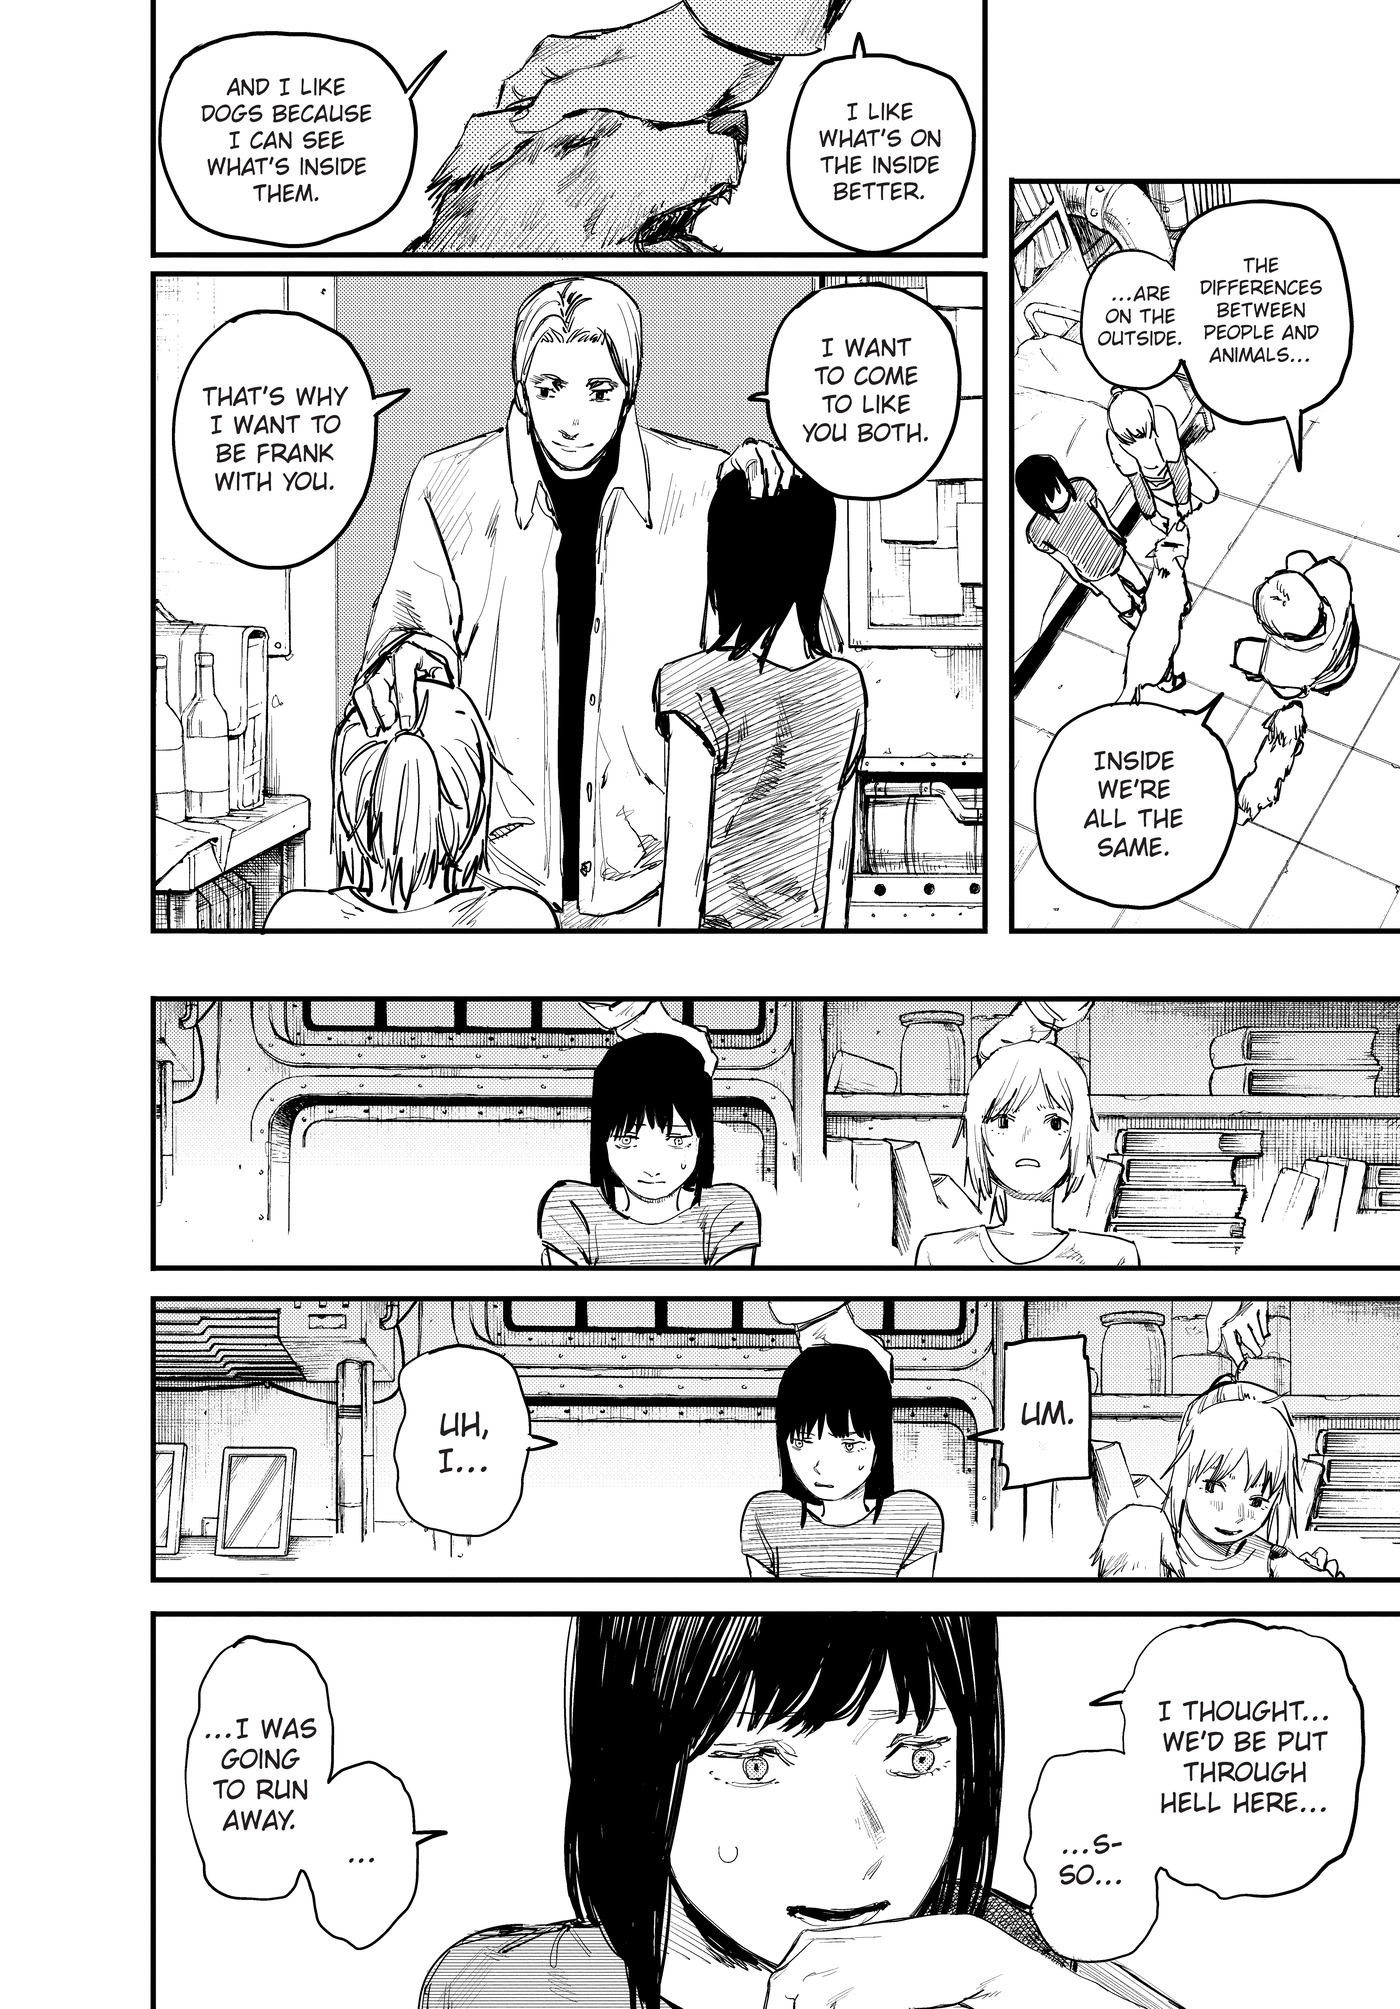 THE
DIFFERENCES
BETWEEN
PEOPLE AND
ANIMALS...
...ARE
ON THE
OUTSIDE.
INSIDE
WE'RE
ALL THE
SAME.
I LIKE
WHAT'S ON
THE INSIDE
BETTER.
AND I LIKE
DOGS BECAUSE
I CAN SEE
WHAT'S INSIDE
THEM.
I WANT
TO COME
TO LIKE
YOU BOTH.
THAT'S WHY
I WANT TO
BE FRANK
WITH YOU.
UM.
UH,
I...
I THOUGHT...
WE'D BE PUT
THROUGH
HELL HERE...
...S-
SO...
...
...I WAS
GOING
TO RUN
AWAY.